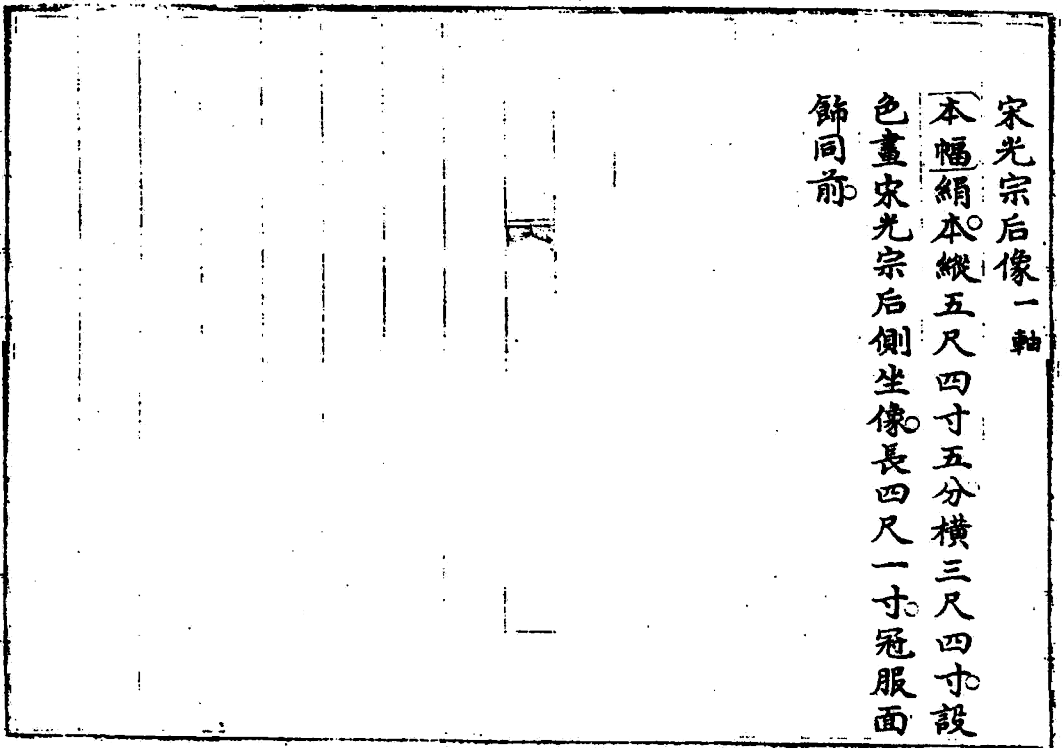 宋光宗后像一軸
本幅絹本。縱五尺四寸五分橫三尺四寸。設
色畫宋光宗后側坐像。長四尺一寸。冠服面
飾同前。